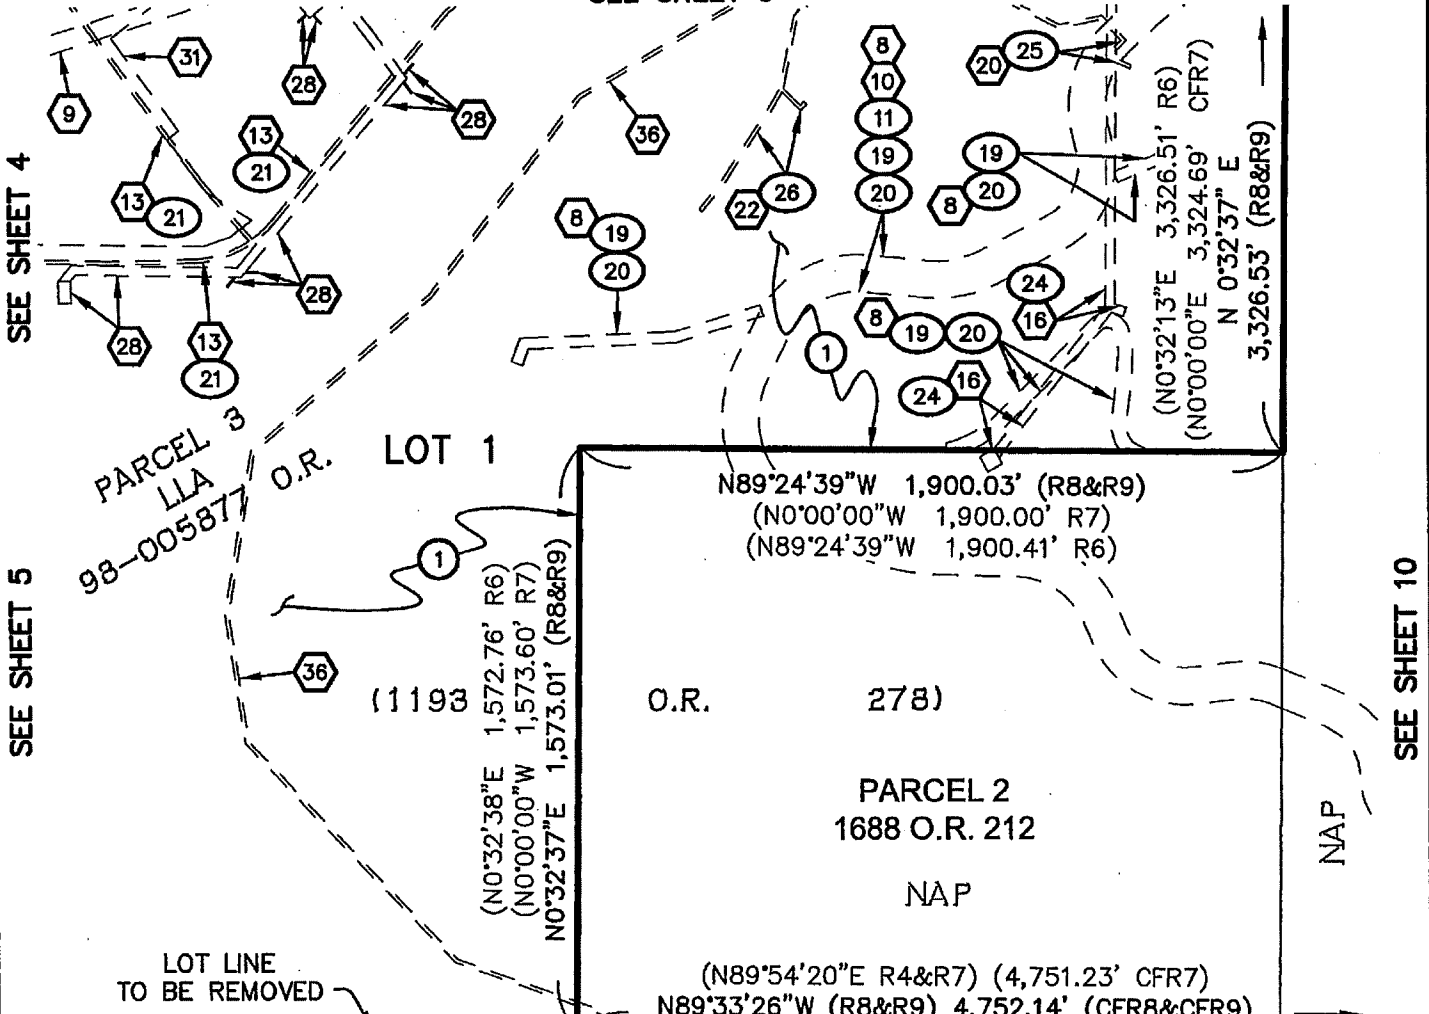 31
9
28
28
13
21
13
21
28
28
13
21
36
22
26
8
10
11
19
20
20
25
19
20
8
8
19
20
24
16
8
19
20
16
24
1
SEE SHEET 4
(N0°32'13"E 3,326.51' R6)
(N0°00'00"E 3,324.69' CFR7)
N 0°32'37" E
3,326.53' (R8&R9)
PARCEL 3
LLA
98-005877 O.R.
LOT 1
N89°24'39"W 1,900.03' (R8&R9)
(N0°00'00"W 1,900.00' R7)
(N89°24'39"W 1,900.41' R6)
1
SEE SHEET 5
SEE SHEET 10
36
(N0°32'38"E 1,572.76' R6)
(N0°00'00"W 1,573.60' R7)
N0°32'37"E 1,573.01' (R8&R9)
(1193 O.R. 278)
PARCEL 2
1688 O.R. 212
NAP
NAP
LOT LINE
TO BE REMOVED
(N89°54'20"E R4&R7) (4,751.23' CFR7)
N89°33'26"W (R8&R9) 4,752.14' (CFR8&CFR9)